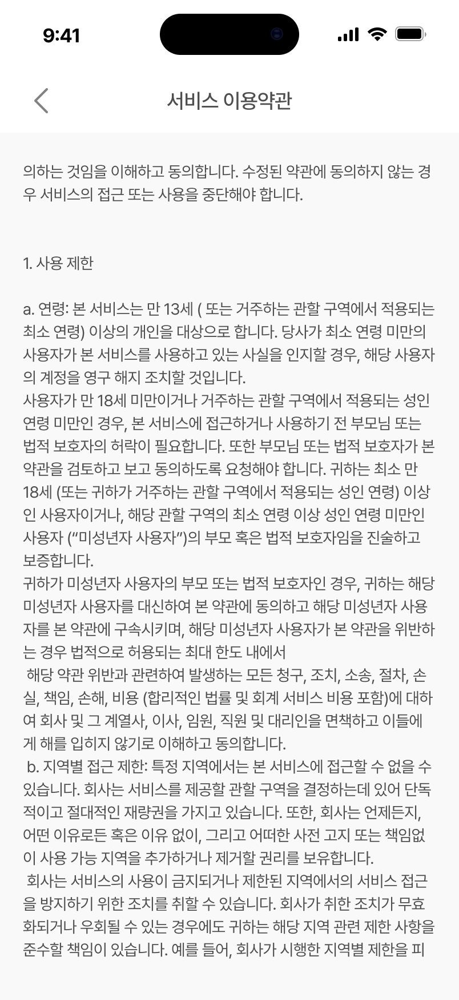 9:41
서비스 이용약관
의하는 것임을 이해하고 동의합니다. 수정된 약관에 동의하지 않는 경
우 서비스의 접근 또는 사용을 중단해야 합니다.
1. 사용 제한
a. 연령: 본 서비스는 만 13세 ( 또는 거주하는 관할 구역에서 적용되는
최소 연령) 이상의 개인을 대상으로 합니다. 당사가 최소 연령 미만의
사용자가 본 서비스를 사용하고 있는 사실을 인지할 경우, 해당 사용자
의 계정을 영구 해지 조치할 것입니다.
사용자가 만 18세 미만이거나 거주하는 관할 구역에서 적용되는 성인
연령 미만인 경우, 본 서비스에 접근하거나 사용하기 전 부모님 또는
법적 보호자의 허락이 필요합니다. 또한 부모님 또는 법적 보호자가 본
약관을 검토하고 보고 동의하도록 요청해야 합니다. 귀하는 최소 만
18세 (또는 귀하가 거주하는 관할 구역에서 적용되는 성인 연령) 이상
인 사용자이거나, 해당 관할 구역의 최소 연령 이상 성인 연령 미만인
사용자 (“미성년자 사용자”)의 부모 혹은 법적 보호자임을 진술하고
보증합니다.
귀하가 미성년자 사용자의 부모 또는 법적 보호자인 경우, 귀하는 해당
미성년자 사용자를 대신하여 본 약관에 동의하고 해당 미성년자 사용
자를 본 약관에 구속시키며, 해당 미성년자 사용자가 본 약관을 위반하
는 경우 법적으로 허용되는 최대 한도 내에서
해당 약관 위반과 관련하여 발생하는 모든 청구, 조치, 소송, 절차, 손
실, 책임, 손해, 비용 (합리적인 법률 및 회계 서비스 비용 포함)에 대하
여 회사 및 그 계열사, 이사, 임원, 직원 및 대리인을 면책하고 이들에
게 해를 입히지 않기로 이해하고 동의합니다.
b. 지역별 접근 제한: 특정 지역에서는 본 서비스에 접근할 수 없을 수
있습니다. 회사는 서비스를 제공할 관할 구역을 결정하는데 있어 단독
적이고 절대적인 재량권을 가지고 있습니다. 또한, 회사는 언제든지,
어떤 이유로든 혹은 이유 없이, 그리고 어떠한 사전 고지 또는 책임없
이 사용 가능 지역을 추가하거나 제거할 권리를 보유합니다.
회사는 서비스의 사용이 금지되거나 제한된 지역에서의 서비스 접근
을 방지하기 위한 조치를 취할 수 있습니다. 회사가 취한 조치가 무효
화되거나 우회될 수 있는 경우에도 귀하는 해당 지역 관련 제한 사항을
준수할 책임이 있습니다. 예를 들어, 회사가 시행한 지역별 제한을 피